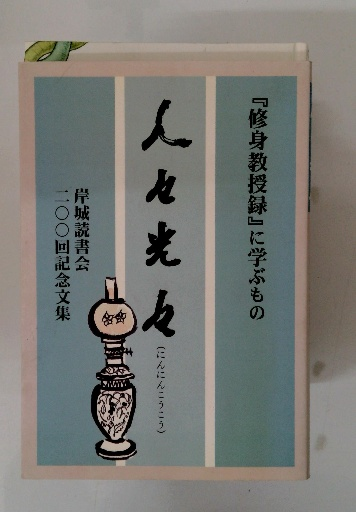 『修身教授録』に学ぶもの
人々光々
（にんにんこうこう）
岸城読書会
二〇〇回記念文集